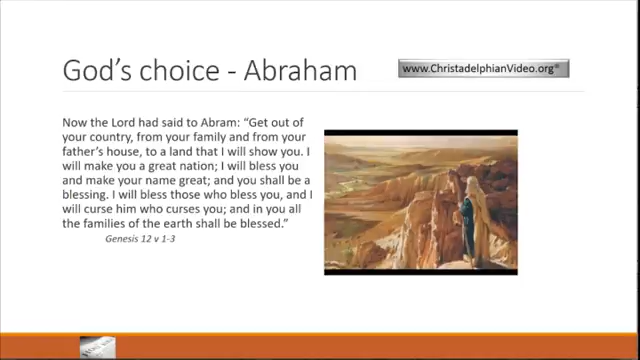 God's choice - Abraham
www.ChristadelphianVideo.org®
Now the Lord had said to Abram: “Get out of
your country, from your family and from your
father's house, to a land that I will show you. I
will make you a great nation; I will bless you
and make your name great; and you shall be a
blessing. I will bless those who bless you, and I
will curse him who curses you; and in you all
the families of the earth shall be blessed.”
Genesis 12 v 1-3